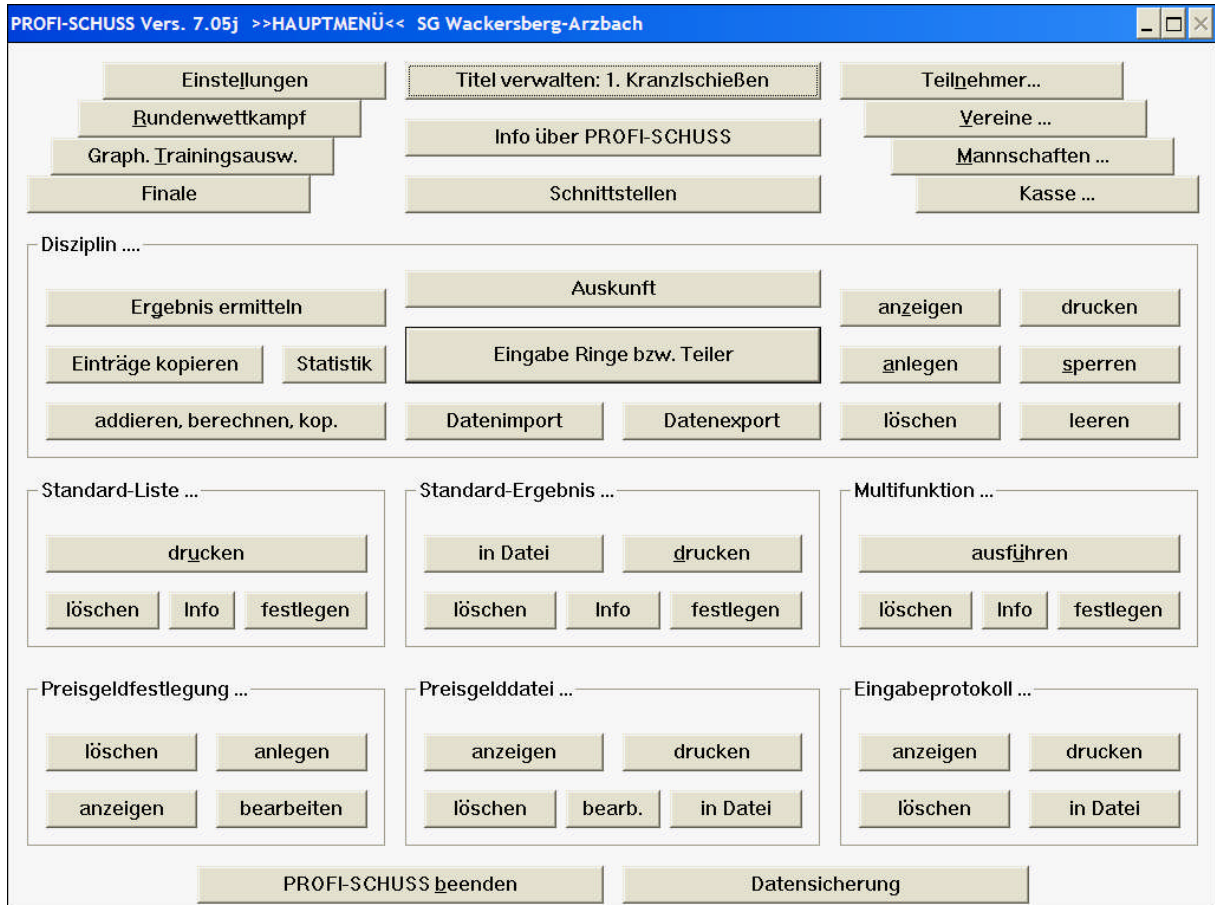 PROFI-SCHUSS Vers. 7.05j >>HAUPTMENÜ<< SG Wackersberg-Arzbach
Einstellungen
Titel verwalten: 1. Kranzlschießen
Teilnehmer...
Rundenwettkampf
Info über PROFI-SCHUSS
Vereine ...
Graph. Trainingsausw.
Mannschaften ...
Finale
Schnittstellen
Kasse ...
Disziplin ....
Auskunft
Ergebnis ermitteln
anzeigen
drucken
Eingabe Ringe bzw. Teiler
Einträge kopieren
Statistik
anlegen
sperren
addieren, berechnen, kop.
Datenimport
Datenexport
löschen
leeren
Standard-Liste ...
Standard-Ergebnis ...
Multifunktion ...
drucken
in Datei
drucken
ausführen
löschen
Info
festlegen
löschen
Info
festlegen
löschen
Info
festlegen
Preisgeldfestlegung ...
Preisgelddatei ...
Eingabeprotokoll ...
löschen
anlegen
anzeigen
drucken
anzeigen
drucken
anzeigen
bearbeiten
löschen
bearb.
in Datei
löschen
in Datei
PROFI-SCHUSS beenden
Datensicherung